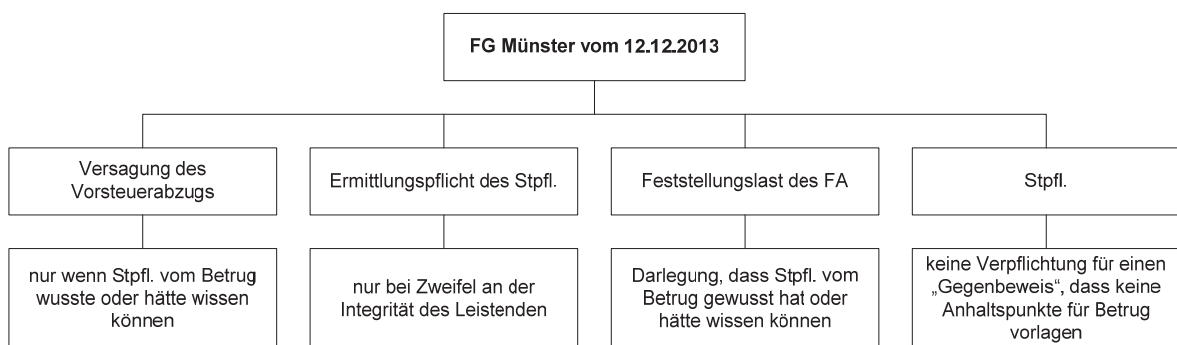 FG Münster vom 12.12.2013
Versagung des
Vorsteuerabzugs
Ermittlungspflicht des Stpfl.
Feststellungslast des FA
Stpfl.
nur wenn Stpfl. vom Betrug
wusste oder hätte wissen
können
nur bei Zweifel an der
Integrität des Leistenden
Darlegung, dass Stpfl. vom
Betrug gewusst hat oder
hätte wissen können
keine Verpflichtung für einen
„Gegenbeweis“, dass keine
Anhaltspunkte für Betrug
vorlagen